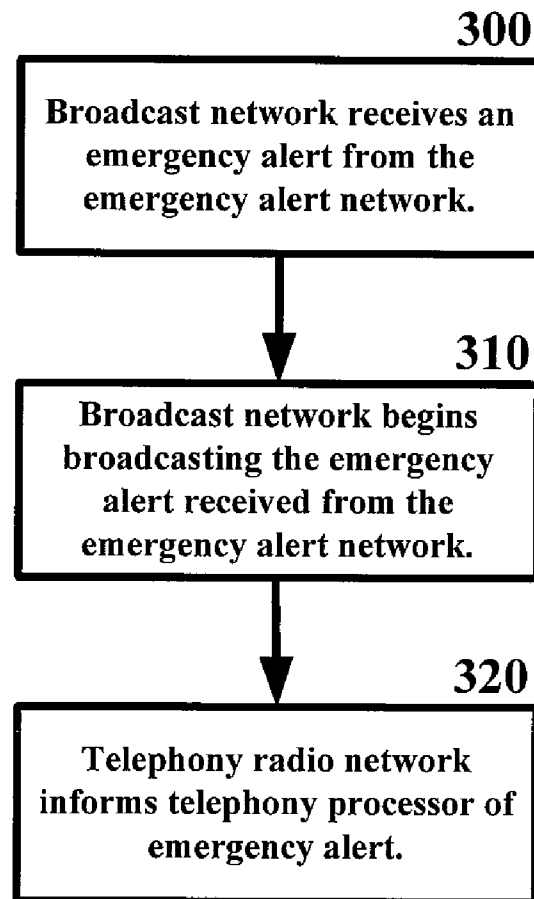 300
Broadcast network receives an
emergency alert from the
emergency alert network.
310
Broadcast network begins
broadcasting the emergency
alert received from the
emergency alert network.
320
Telephony radio network
informs telephony processor of
emergency alert.